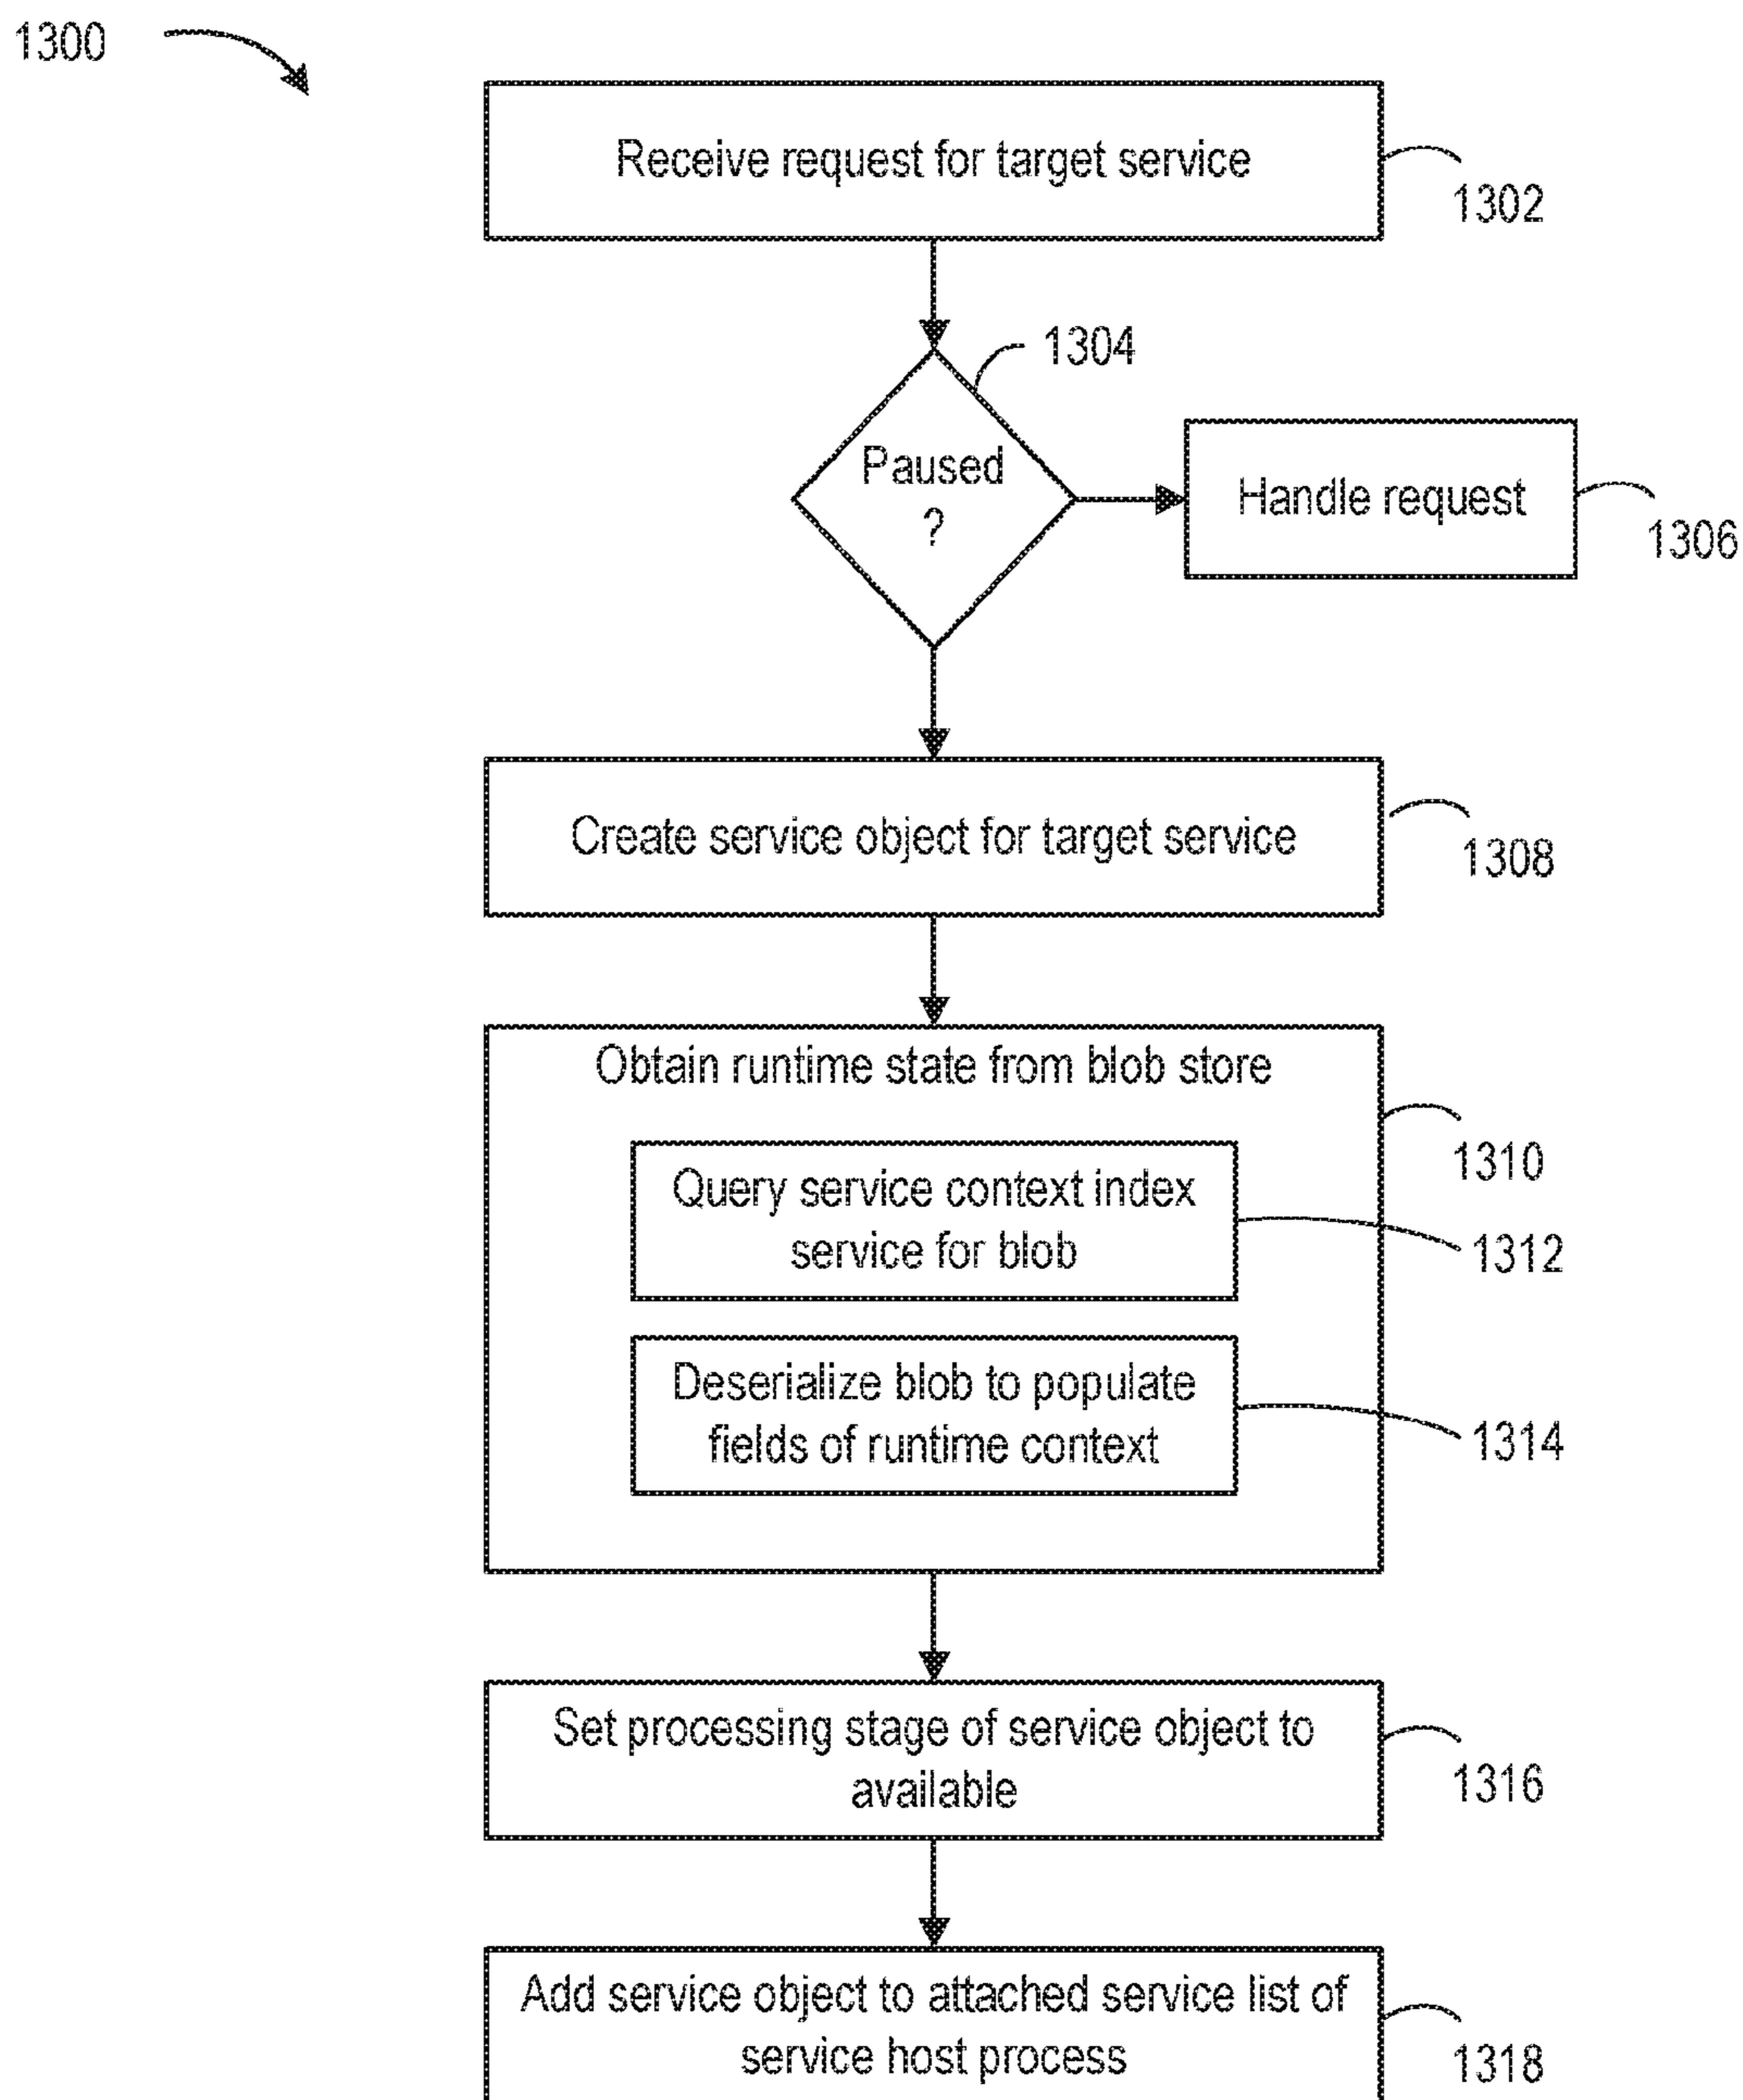 1300
Receive request for target service
1302
1304
Paused
?
Handle request
1306
Create service object for target service
1308
Obtain runtime state from blob store
1310
Query service context index
service for blob
1312
Deserialize blob to populate
fields of runtime context
1314
Set processing stage of service object to
available
1316
Add service object to attached service list of
service host process
1318